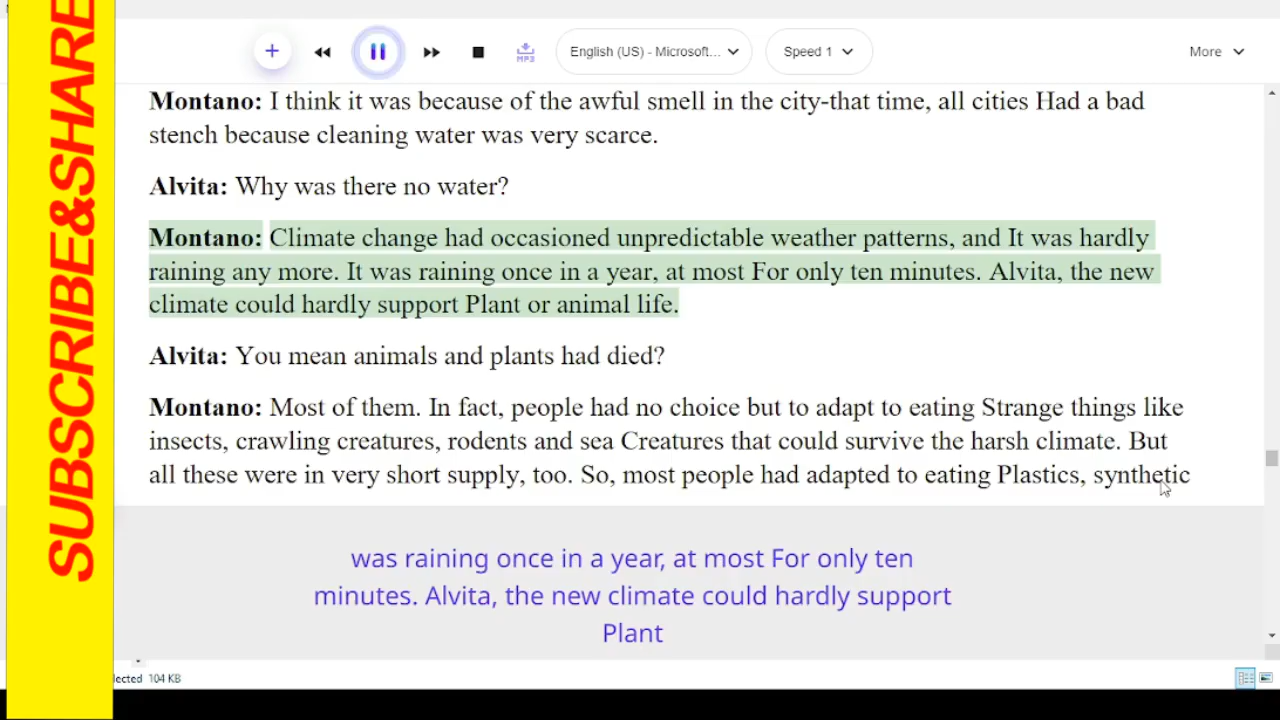 SUBSCRIBE&SHARE
MP3
English (US) - Microsoft...
Speed 1
More
Montano: I think it was because of the awful smell in the city-that time, all cities Had a bad
stench because cleaning water was very scarce.
Alvita: Why was there no water?
Montano: Climate change had occasioned unpredictable weather patterns, and It was hardly
raining any more. It was raining once in a year, at most For only ten minutes. Alvita, the new
climate could hardly support Plant or animal life.
Alvita: You mean animals and plants had died?
Montano: Most of them. In fact, people had no choice but to adapt to eating Strange things like
insects, crawling creatures, rodents and sea Creatures that could survive the harsh climate. But
all these were in very short supply, too. So, most people had adapted to eating Plastics, synthetic
was raining once in a year, at most For only ten
minutes. Alvita, the new climate could hardly support
Plant
lected 104 KB